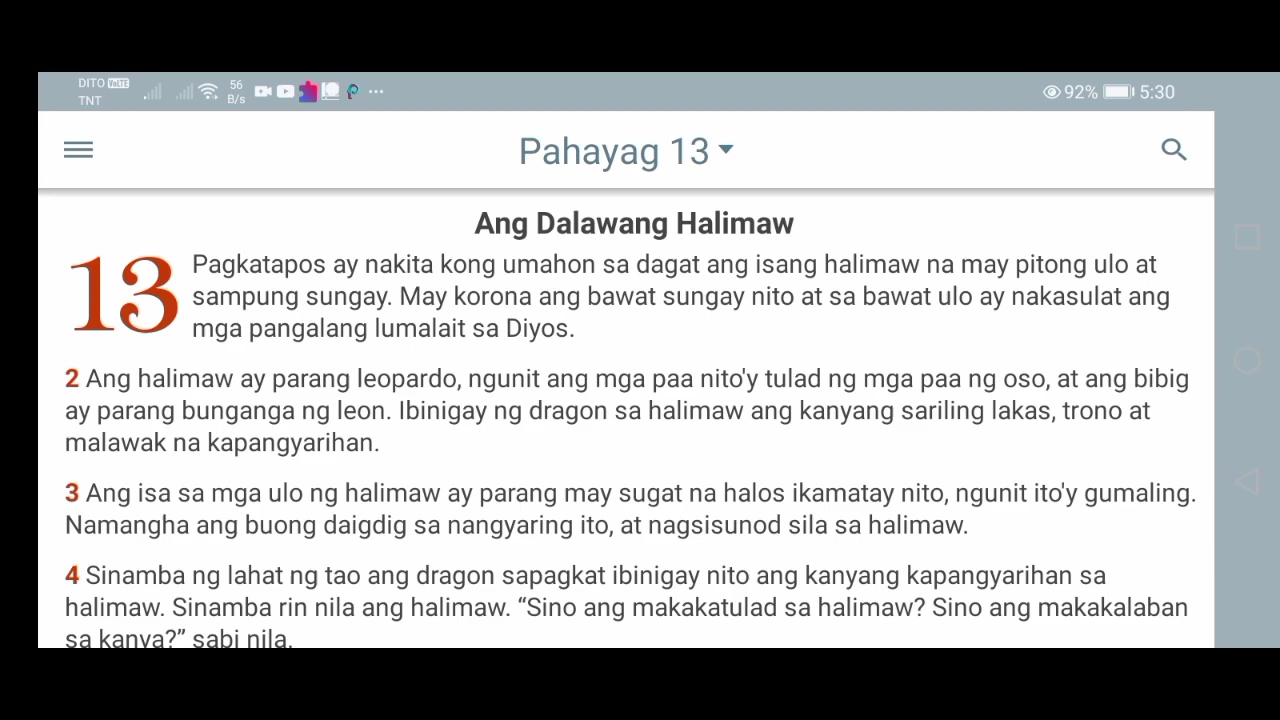 DITO VoLTE
TNT
56
B/s
92%
5:30
Pahayag 13
Ang Dalawang Halimaw
13 Pagkatapos ay nakita kong umahon sa dagat ang isang halimaw na may pitong ulo at
sampung sungay. May korona ang bawat sungay nito at sa bawat ulo ay nakasulat ang
mga pangalang lumalait sa Diyos.
2 Ang halimaw ay parang leopardo, ngunit ang mga paa nito'y tulad ng mga paa ng oso, at ang bibig
ay parang bunganga ng leon. Ibinigay ng dragon sa halimaw ang kanyang sariling lakas, trono at
malawak na kapangyarihan.
3 Ang isa sa mga ulo ng halimaw ay parang may sugat na halos ikamatay nito, ngunit ito'y gumaling.
Namangha ang buong daigdig sa nangyaring ito, at nagsisunod sila sa halimaw.
4 Sinamba ng lahat ng tao ang dragon sapagkat ibinigay nito ang kanyang kapangyarihan sa
halimaw. Sinamba rin nila ang halimaw. “Sino ang makakatulad sa halimaw? Sino ang makakalaban
sa kanya?” sabi nila.